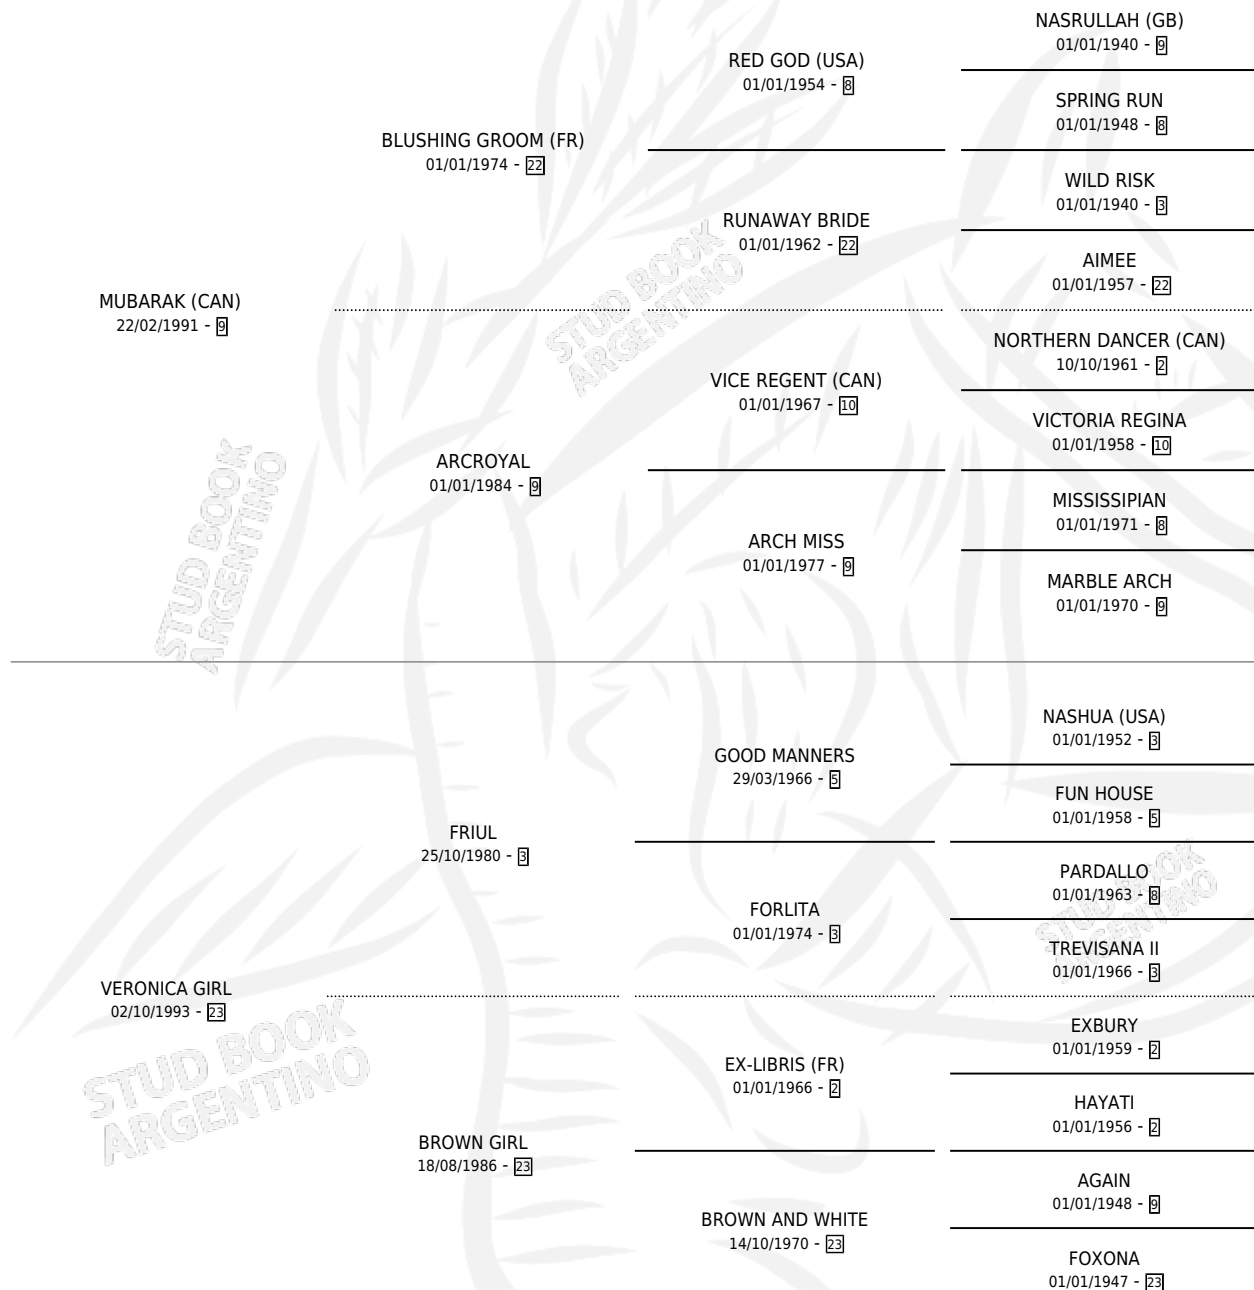 NASRULLAH (GB)
01/01/1940 - 9
RED GOD (USA)
01/01/1954 - 8
SPRING RUN
01/01/1948 - 8
BLUSHING GROOM (FR)
01/01/1974 - 22
WILD RISK
01/01/1940 - 3
RUNAWAY BRIDE
01/01/1962 - 22
AIMEE
01/01/1957 - 22
MUBARAK (CAN)
22/02/1991 - 9
STUD BOOK
ARGENTINO
NORTHERN DANCER (CAN)
10/10/1961 - 2
VICE REGENT (CAN)
01/01/1967 - 10
VICTORIA REGINA
01/01/1958 - 10
ARCROYAL
01/01/1984 - 9
STUD BOOK
ARGENTINO
MISSISSIPIAN
01/01/1971 - 8
ARCH MISS
01/01/1977 - 9
MARBLE ARCH
01/01/1970 - 9
NASHUA (USA)
01/01/1952 - 3
GOOD MANNERS
29/03/1966 - 5
FUN HOUSE
01/01/1958 - 5
FRIUL
25/10/1980 - 3
PARDALLO
01/01/1963 - 8
STUD BOOK
ARGENTINO
FORLITA
01/01/1974 - 3
TREVISANA II
01/01/1966 - 3
VERONICA GIRL
02/10/1993 - 23
STUD BOOK
ARGENTINO
EXBURY
01/01/1959 - 2
EX-LIBRIS (FR)
01/01/1966 - 2
HAYATI
01/01/1956 - 2
BROWN GIRL
18/08/1986 - 23
AGAIN
01/01/1948 - 9
BROWN AND WHITE
14/10/1970 - 23
FOXONA
01/01/1947 - 23